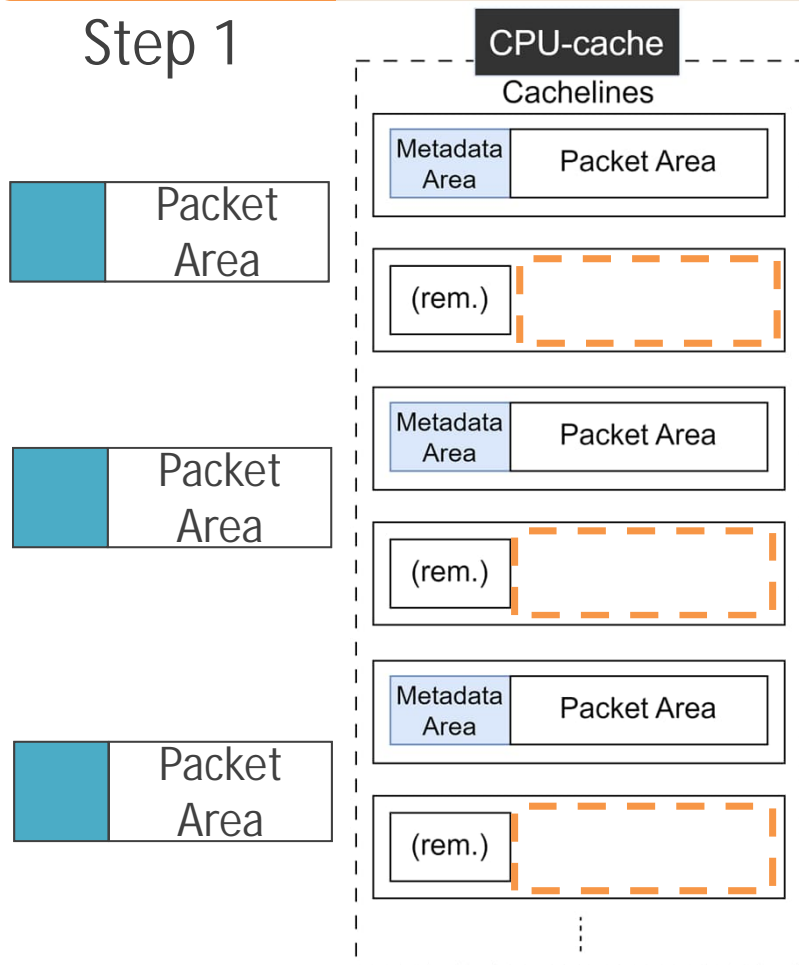 Step 1
Packet
Area
Packet
Area
Packet
Area
CPU-cache
Cachelines
Metadata
Area
Packet Area
(rem.)
Metadata
Area
Packet Area
(rem.)
Metadata
Area
Packet Area
(rem.)